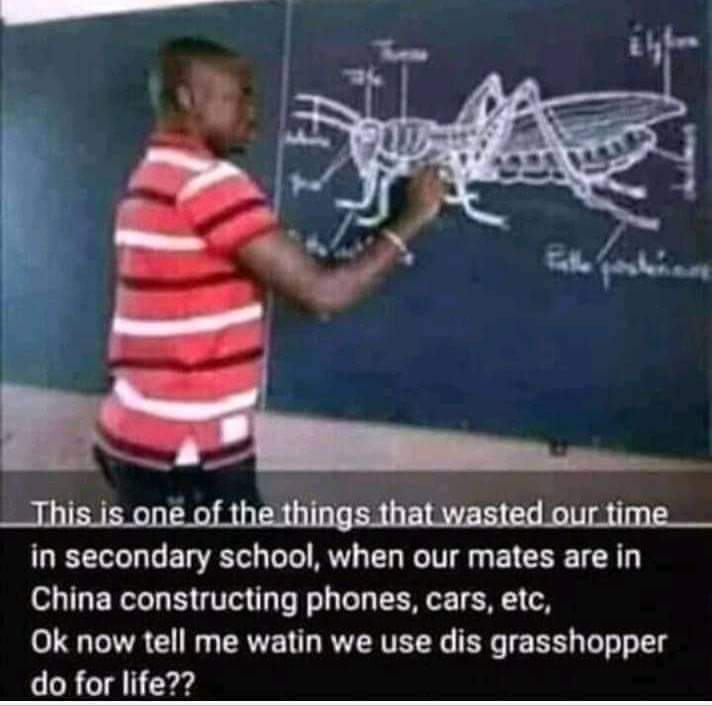 Thorax
Tête
Patte postérieure
This is one of the things that wasted our time
in secondary school, when our mates are in
China constructing phones, cars, etc,
Ok now tell me watin we use dis grasshopper
do for life??